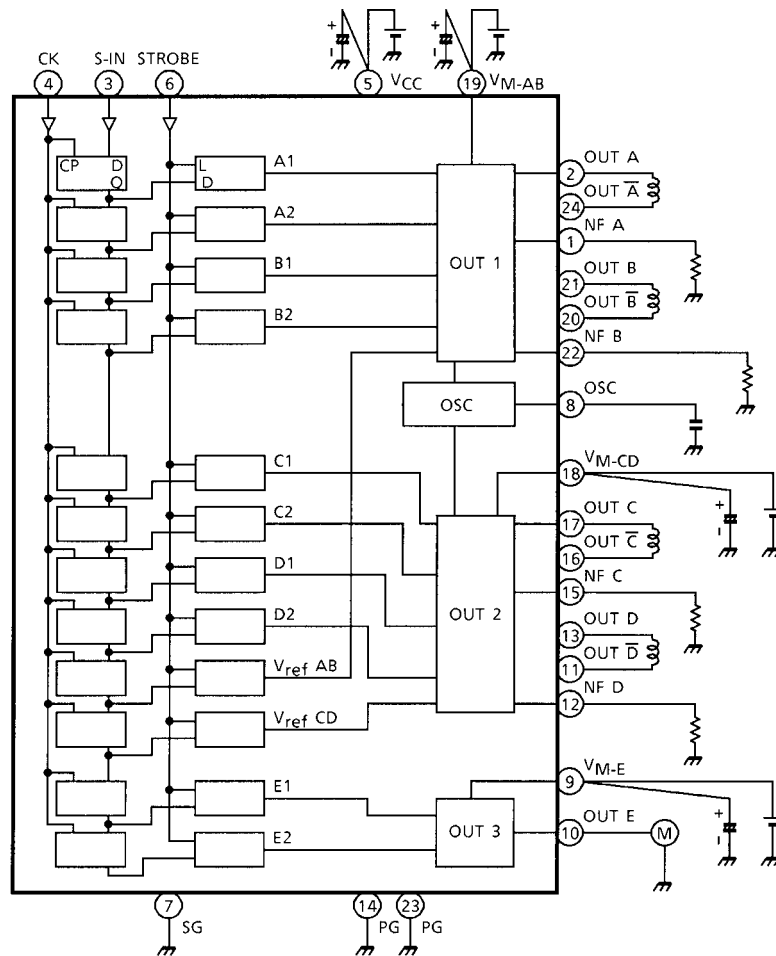 CK S-IN STROBE
+ - + -
4 3 6 5 VCC 19 VM-AB
CP D Q
L D
A1
2 OUT A
24 OUT A̅
A2
1 NF A
OUT 1
B1
21 OUT B
B2
20 OUT B̅
22 NF B
OSC
8 OSC
C1
18 VM-CD
+ -
C2
17 OUT C
16 OUT C̅
D1
15 NF C
OUT 2
D2
13 OUT D
Vref AB
11 OUT D̅
12 NF D
Vref CD
9 VM-E
+ -
E1
OUT 3
10 OUT E
M
E2
7 SG
14 PG
23 PG